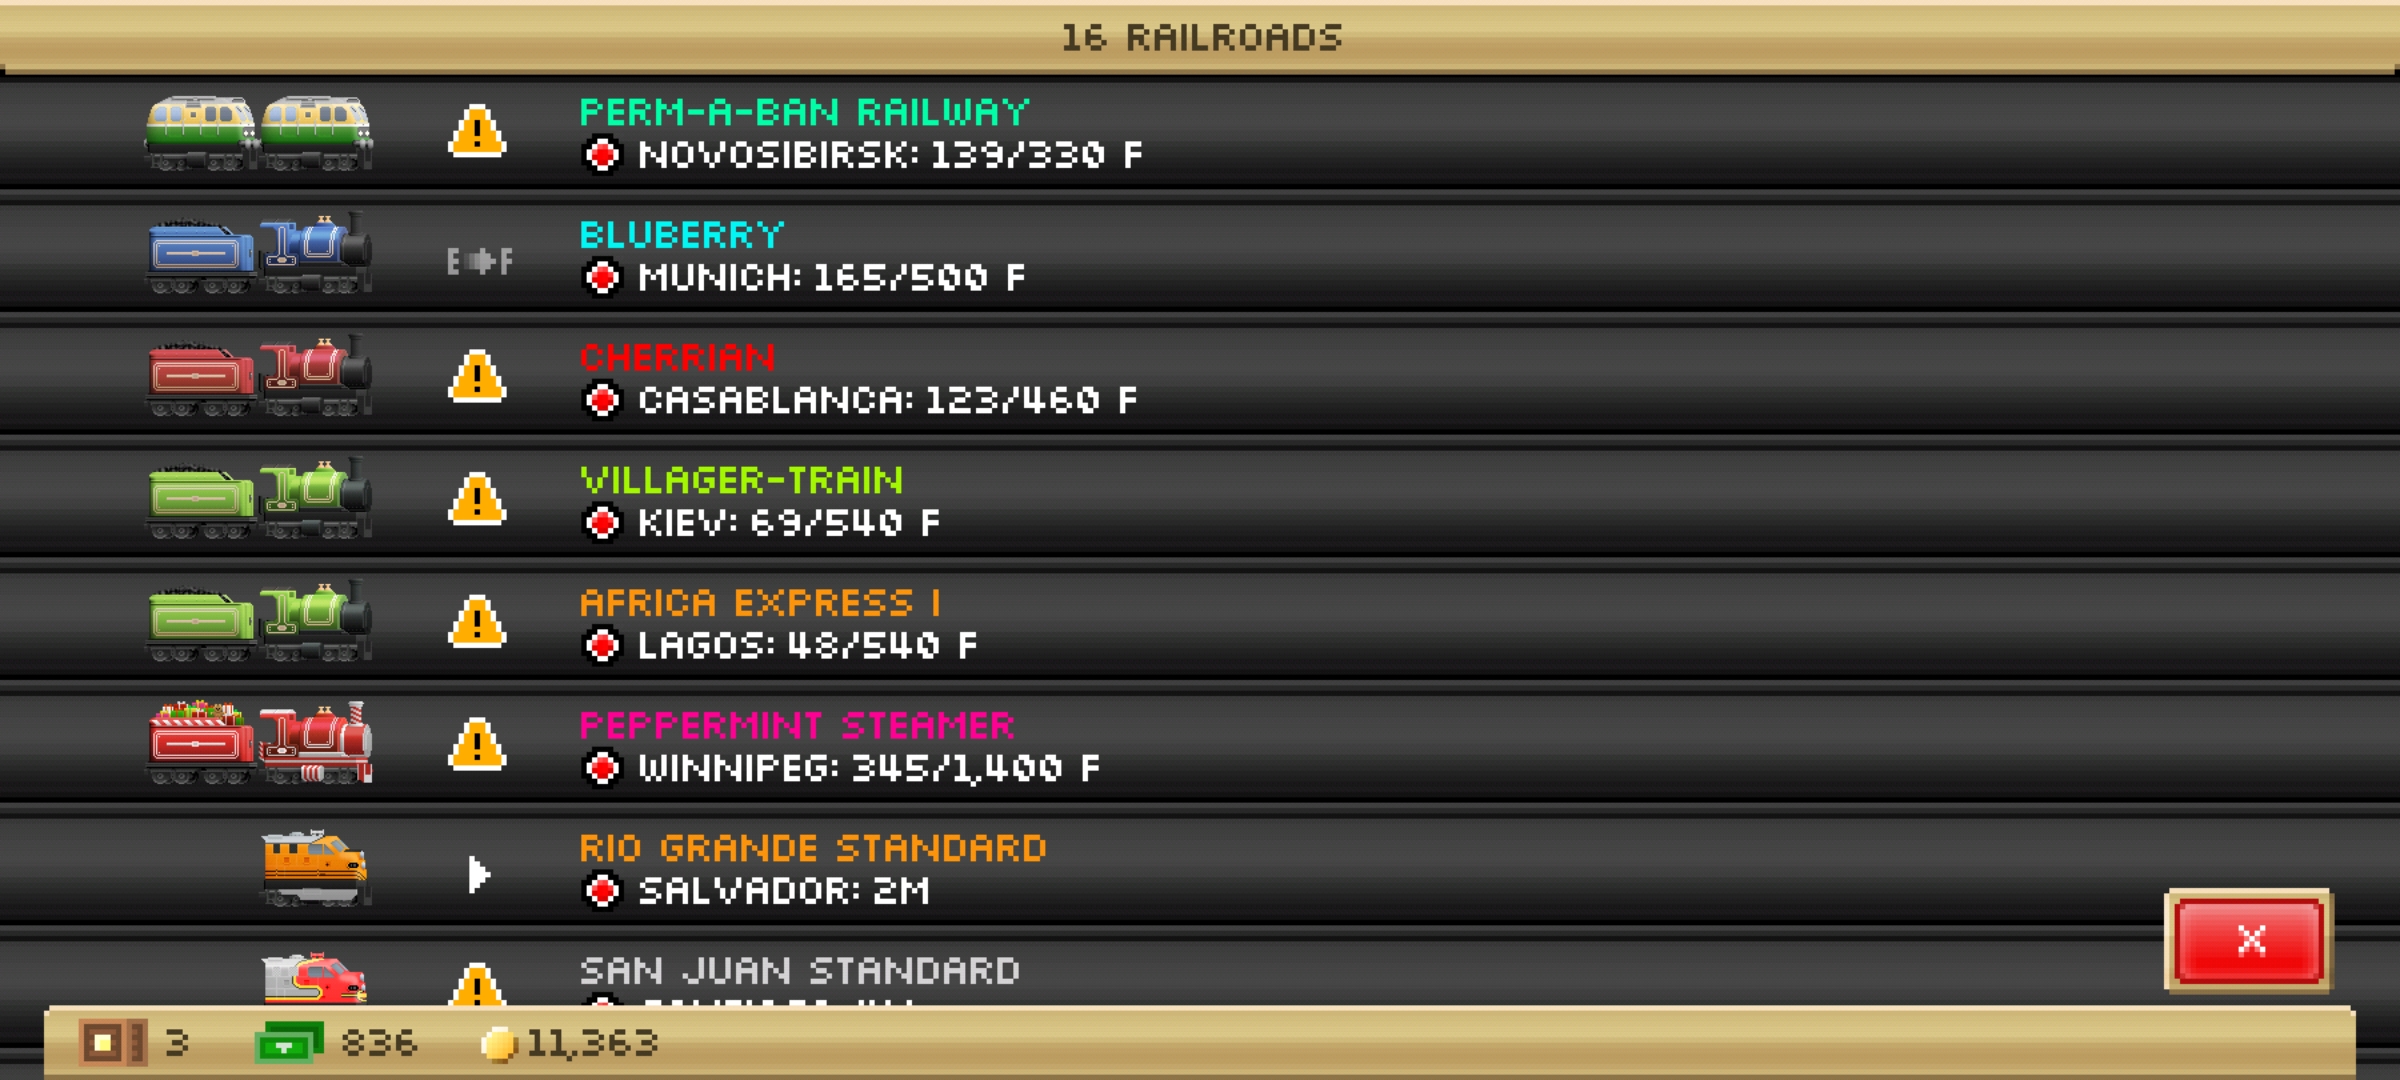 16 RAILROADS
PERM-A-BAN RAILWAY
NOVOSIBIRSK: 139/330 F
E F
BLUBERRY
MUNICH: 165/500 F
CHERRIAN
CASABLANCA: 123/460 F
VILLAGER-TRAIN
KIEV: 69/540 F
AFRICA EXPRESS I
LAGOS: 48/540 F
PEPPERMINT STEAMER
WINNIPEG: 345/1,400 F
RIO GRANDE STANDARD
SALVADOR: 2M
SAN JUAN STANDARD
X
3 836 11,363